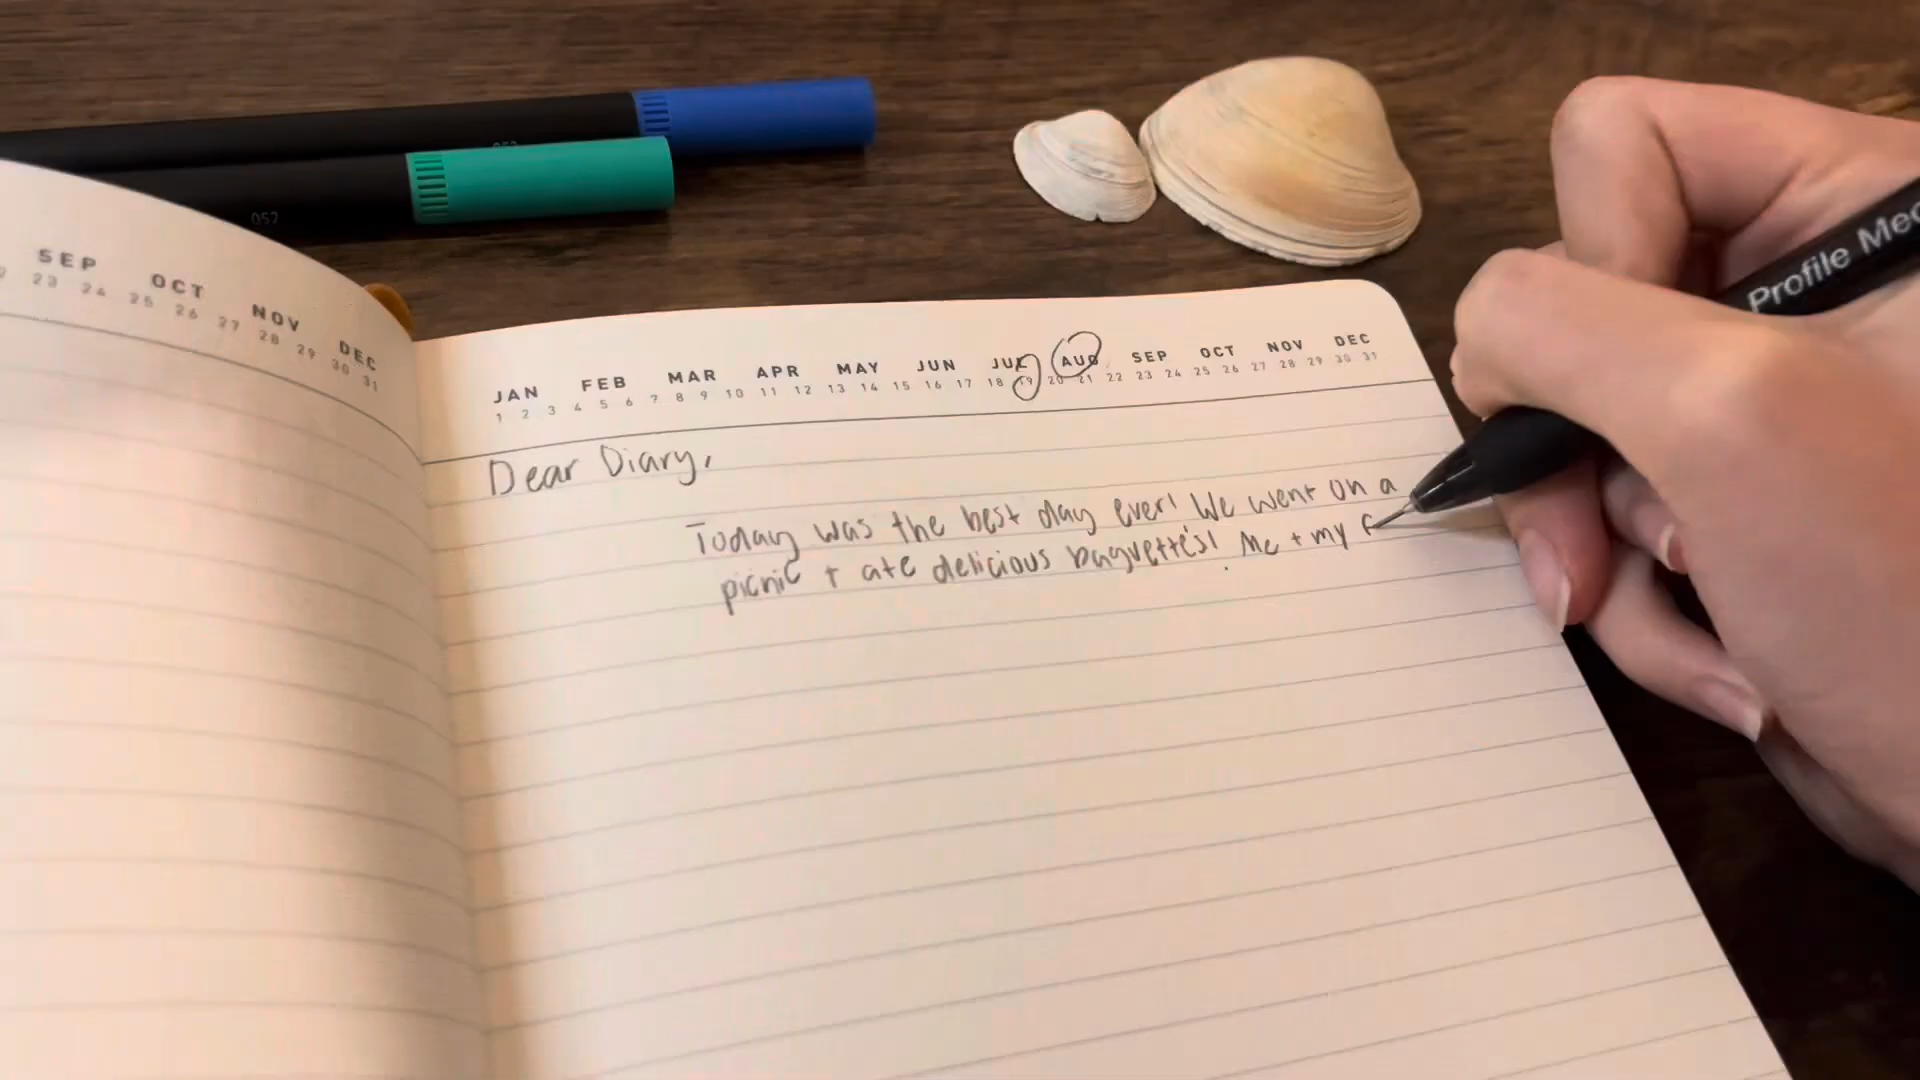 053
057
SEP OCT NOV DEC
23 24 25 26 27 28 29 30 31
JAN FEB MAR APR MAY JUN JUL AUG SEP OCT NOV DEC
1 2 3 4 5 6 7 8 9 10 11 12 13 14 15 16 17 18 19 20 21 22 23 24 25 26 27 28 29 30 31
Dear Diary,
Today was the best day ever! We went on a
picnic + ate delicious baguettes! Me + my
Profile Mec